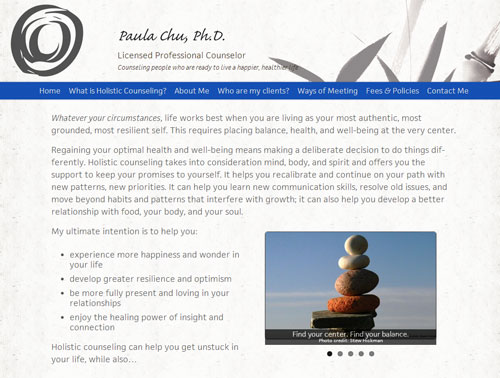 Paula Chu, Ph.D.
Licensed Professional Counselor
Counseling people who are ready to live a happier, healthier life
Home What is Holistic Counseling? About Me Who are my clients? Ways of Meeting Fees & Policies Contact Me
Whatever your circumstances, life works best when you are living as your most authentic, most
grounded, most resilient self. This requires placing balance, health, and well-being at the very center.
Regaining your optimal health and well-being means making a deliberate decision to do things dif-
ferently. Holistic counseling takes into consideration mind, body, and spirit and offers you the
support to keep your promises to yourself. It helps you recalibrate and continue on your path with
new patterns, new priorities. It can help you learn new communication skills, resolve old issues, and
move beyond habits and patterns that interfere with growth; it can also help you develop a better
relationship with food, your body, and your soul.
My ultimate intention is to help you:
experience more happiness and wonder in
your life
develop greater resilience and optimism
be more fully present and loving in your
relationships
enjoy the healing power of insight and
connection
Find your center. Find your balance.
Photo credit: Stew Hickman
Holistic counseling can help you get unstuck in
your life, while also...